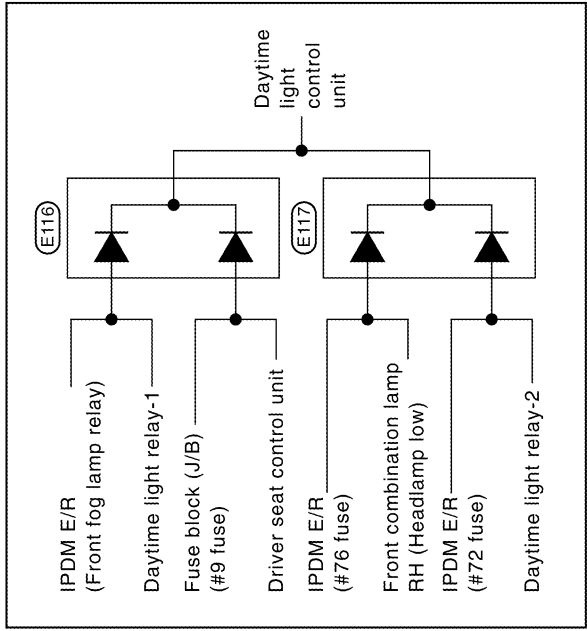 Daytime
light
control
unit
E116
E117
IPDM E/R
(Front fog lamp relay)
Daytime light relay-1
Fuse block (J/B)
(#9 fuse)
Driver seat control unit
IPDM E/R
(#76 fuse)
Front combination lamp
RH (Headlamp low)
IPDM E/R
(#72 fuse)
Daytime light relay-2